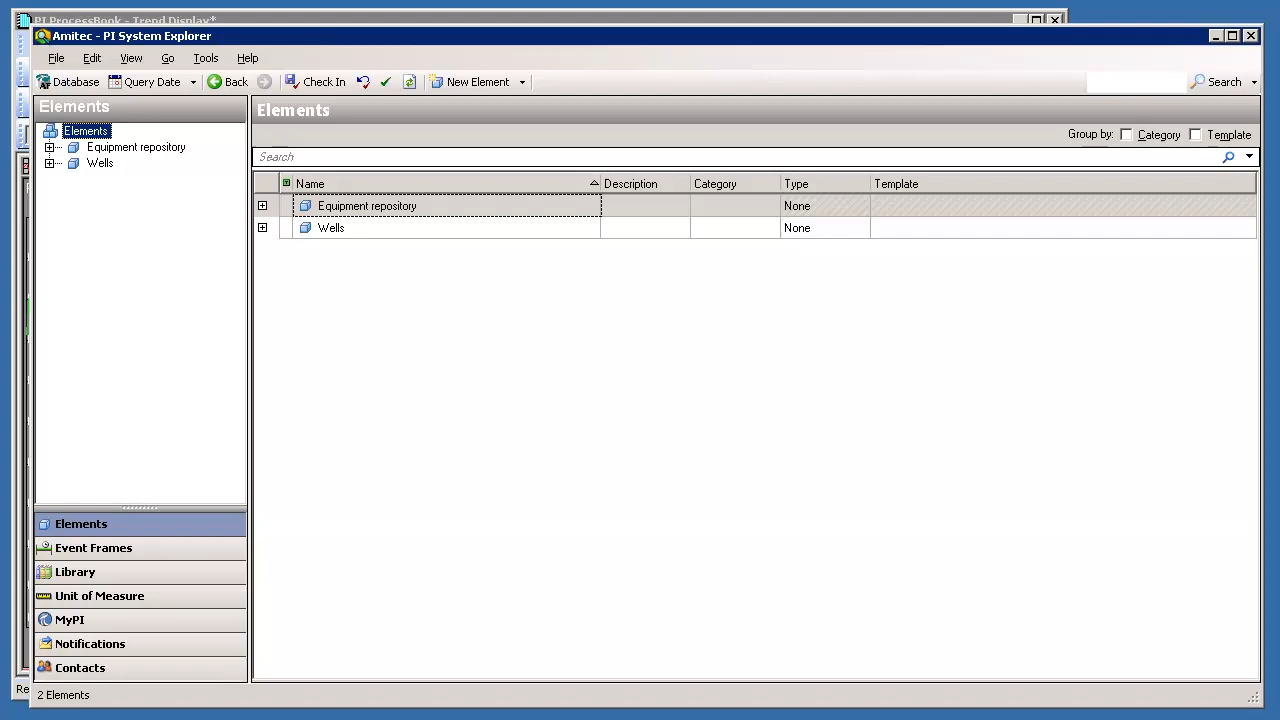 PI ProcessBook - Trend Display*
Amitec - PI System Explorer
File Edit View Go Tools Help
Database Query Date Back Check In New Element Search
Elements
Elements
Equipment repository
Wells
Elements
Group by: Category Template
Search
Name Description Category Type Template
Equipment repository None
Wells None
Elements
Event Frames
Library
Unit of Measure
MyPI
Notifications
Contacts
Re
2 Elements